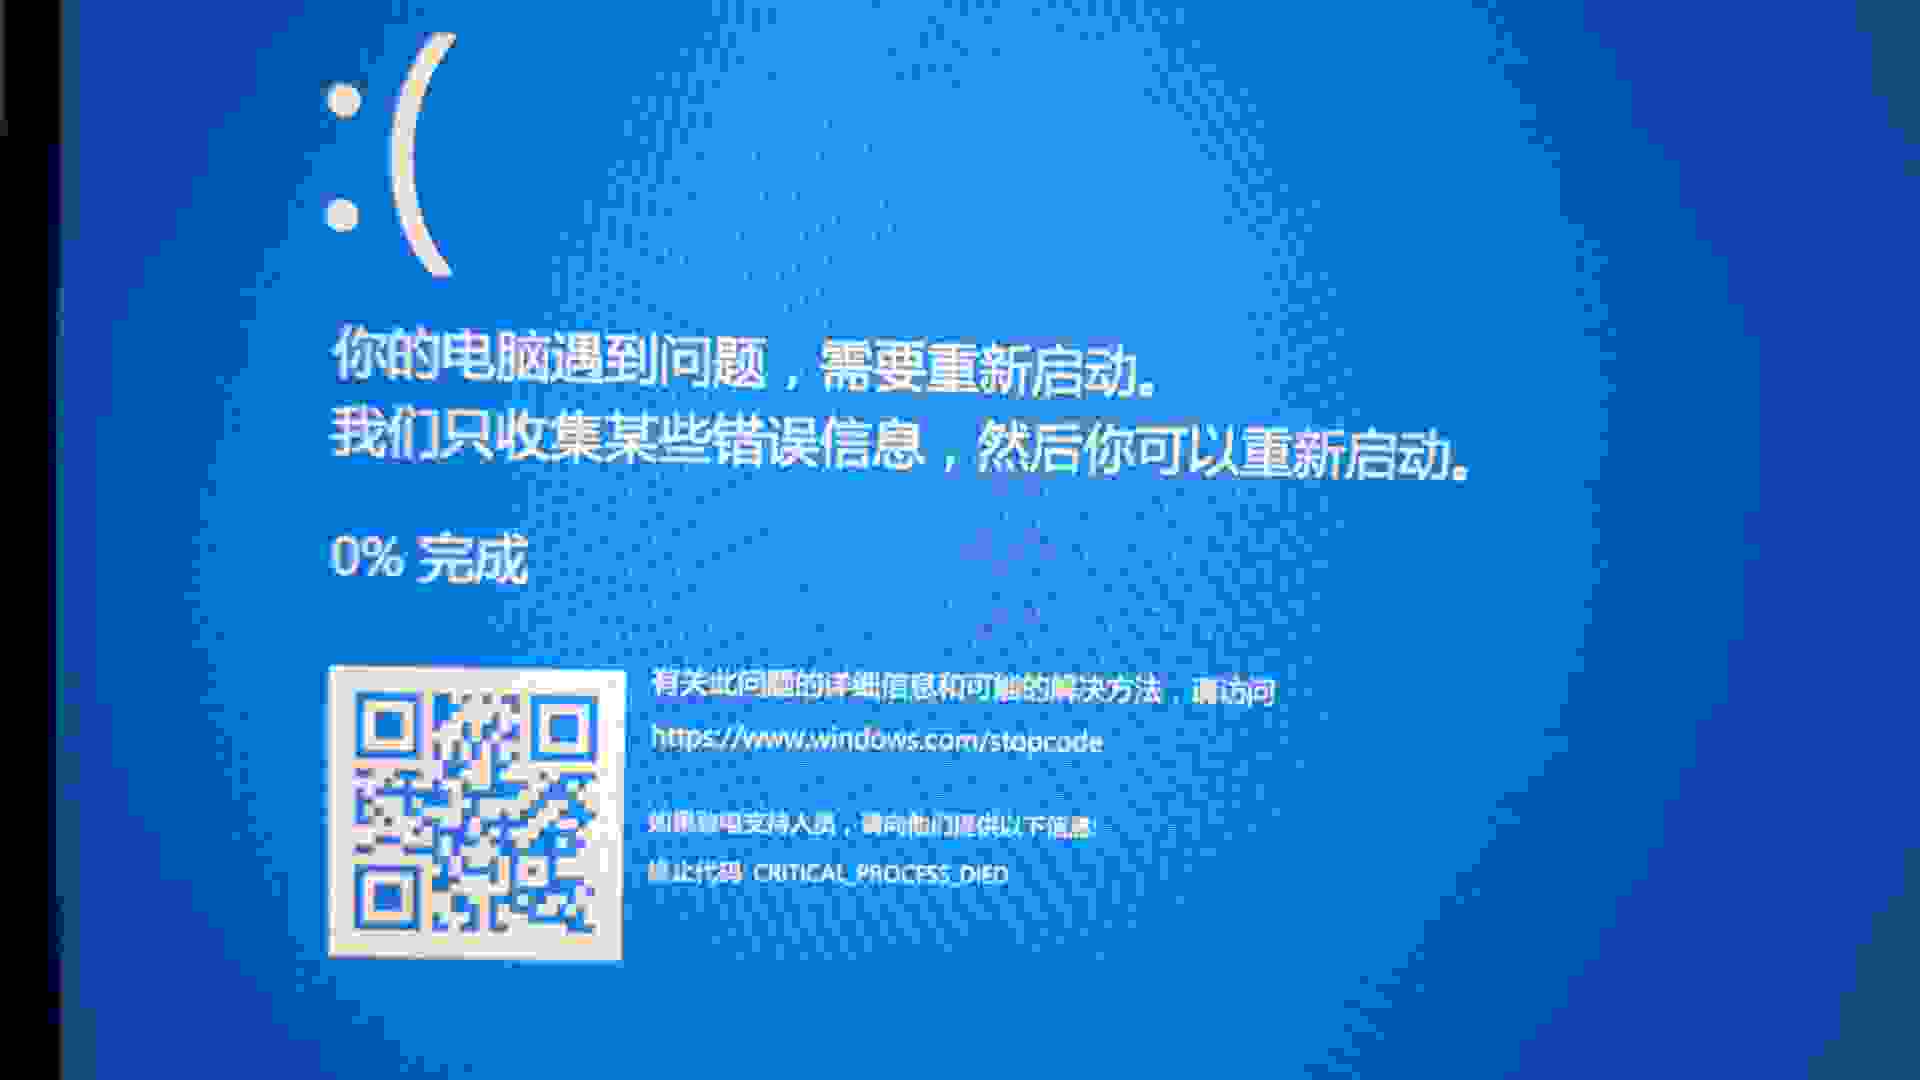 :(
你的电脑遇到问题，需要重新启动。
我们只收集某些错误信息，然后你可以重新启动。
0% 完成
有关此问题的详细信息和可能的解决方法，请访问
https://www.windows.com/stopcode
如果致电支持人员，请向他们提供以下信息:
终止代码: CRITICAL_PROCESS_DIED